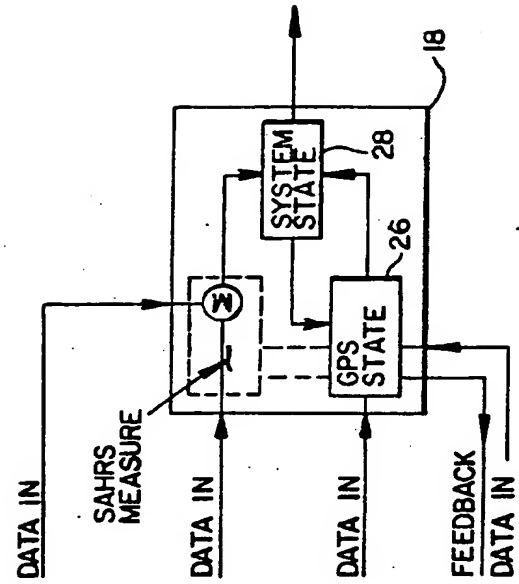 DATA IN
FEEDBACK
DATA IN
DATA IN
DATA IN
SAHRS
MEASURE
Σ
GPS
STATE
26
SYSTEM
STATE
28
18